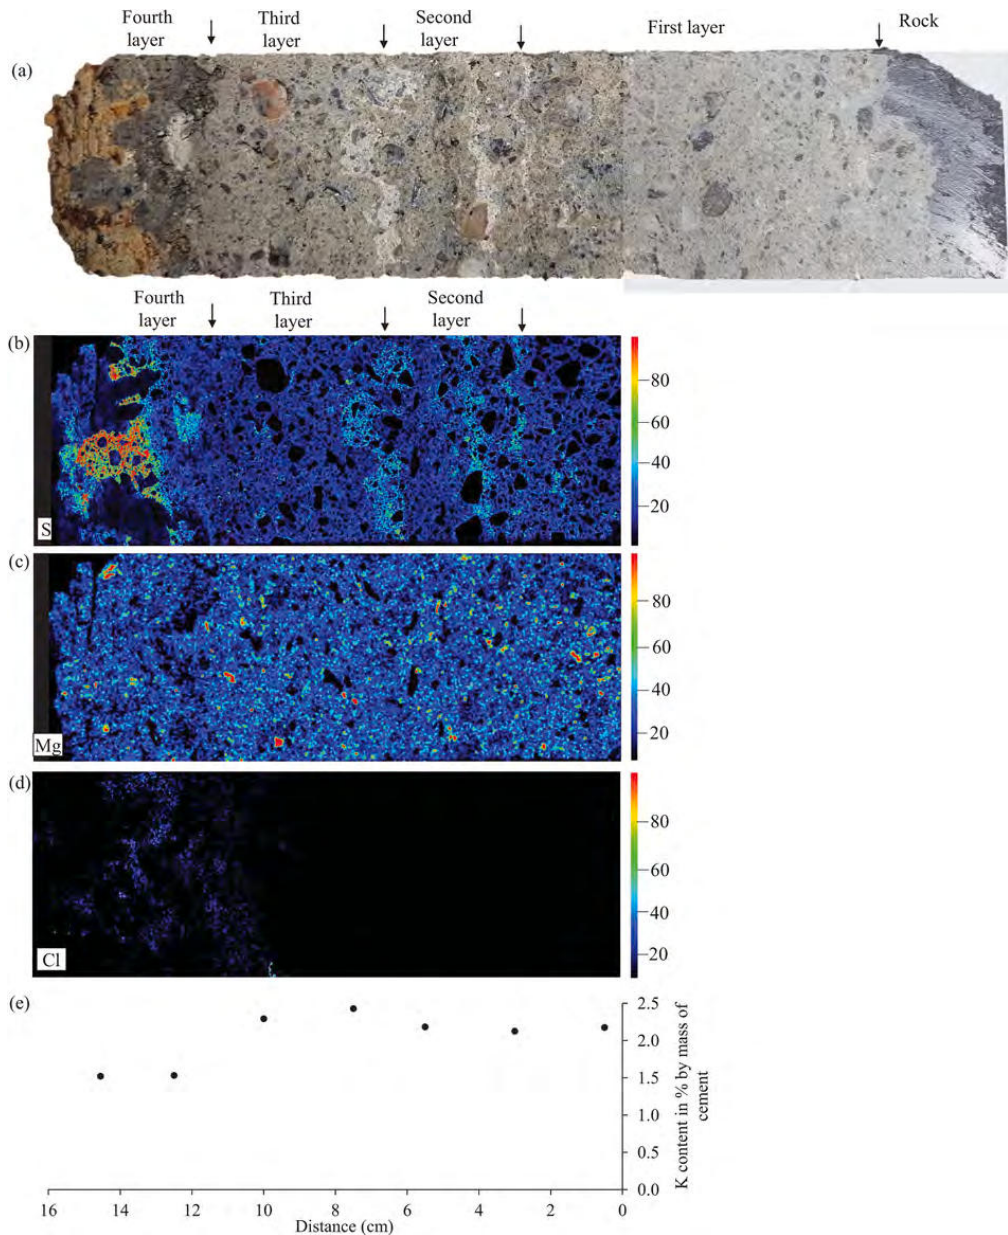 Fourth layer
Third layer
Second layer
First layer
Rock
(a)
Fourth layer
Third layer
Second layer
(b)
80
60
40
20
S
(c)
80
60
40
20
Mg
(d)
80
60
40
20
Cl
(e)
2.5
2.0
1.5
1.0
0.5
0.0
K content in % by mass of cement
16
14
12
10
8
6
4
2
0
Distance (cm)